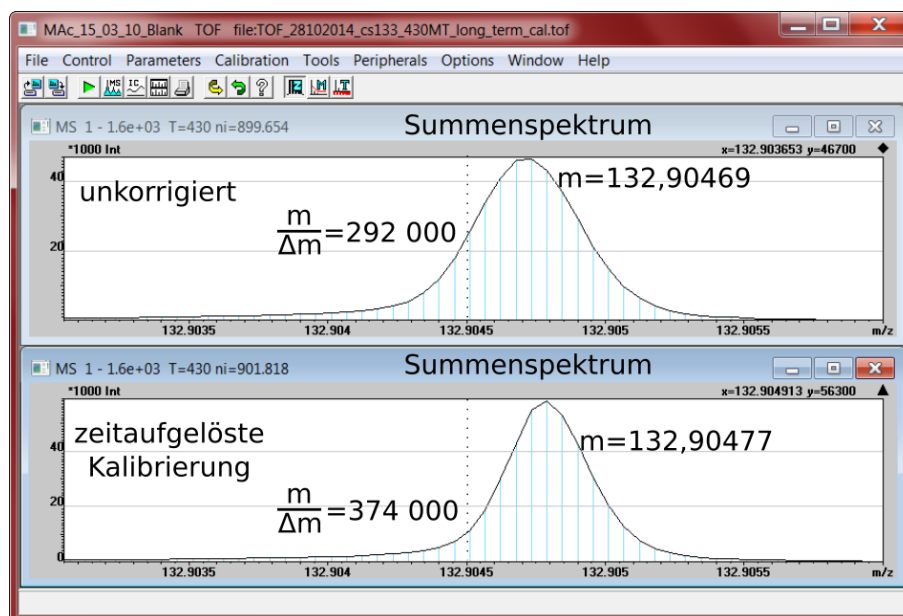 MAc_15_03_10_Blank TOF file:TOF_28102014_cs133_430MT_long_term_cal.tof
File Control Parameters Calibration Tools Peripherals Options Window Help
MS 1 - 1.6e+03 T=430 ni=899.654
Summenspektrum
*1000 Int
x=132.903653 y=46700
40
20
unkorrigiert
m=132,90469
m
Δm
=292 000
132.9035 132.904 132.9045 132.905 132.9055 m/z
MS 1 - 1.6e+03 T=430 ni=901.818
Summenspektrum
*1000 Int
x=132.904913 y=56300
40
20
0
zeitaufgelöste
Kalibrierung
m=132,90477
m
Δm
=374 000
132.9035 132.904 132.9045 132.905 132.9055 m/z